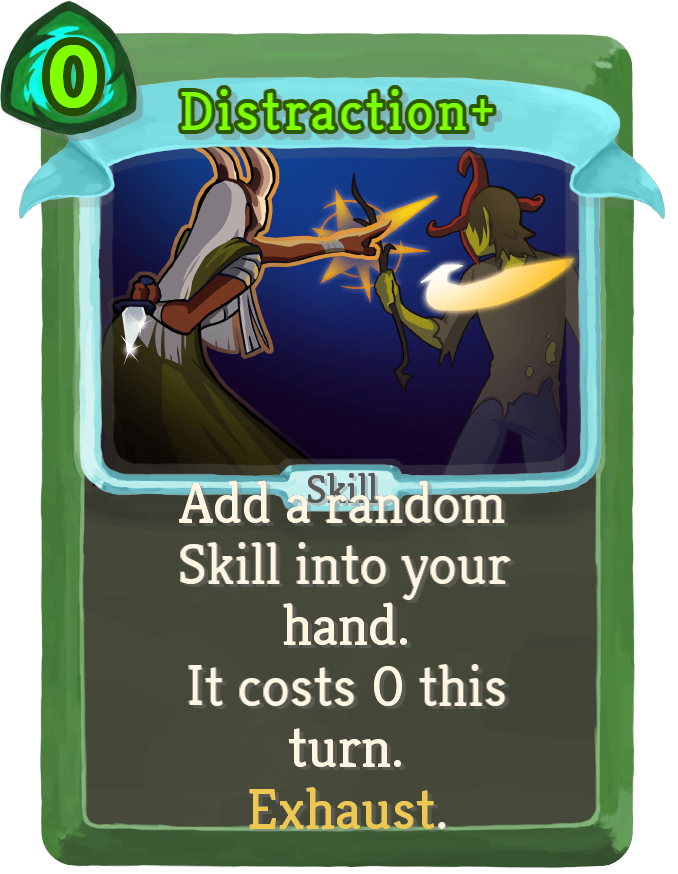 0
Distraction+
Skill
Add a random
Skill into your
hand.
It costs 0 this
turn.
Exhaust.